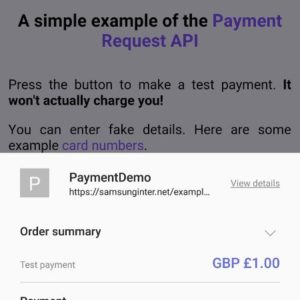 A simple example of the Payment
Request API
Press the button to make a test payment. It
won't actually charge you!
You can enter fake details. Here are some
example card numbers.
P
PaymentDemo
View details
https://samsunginter.net/exampl...
Order summary
Test payment
GBP £1.00